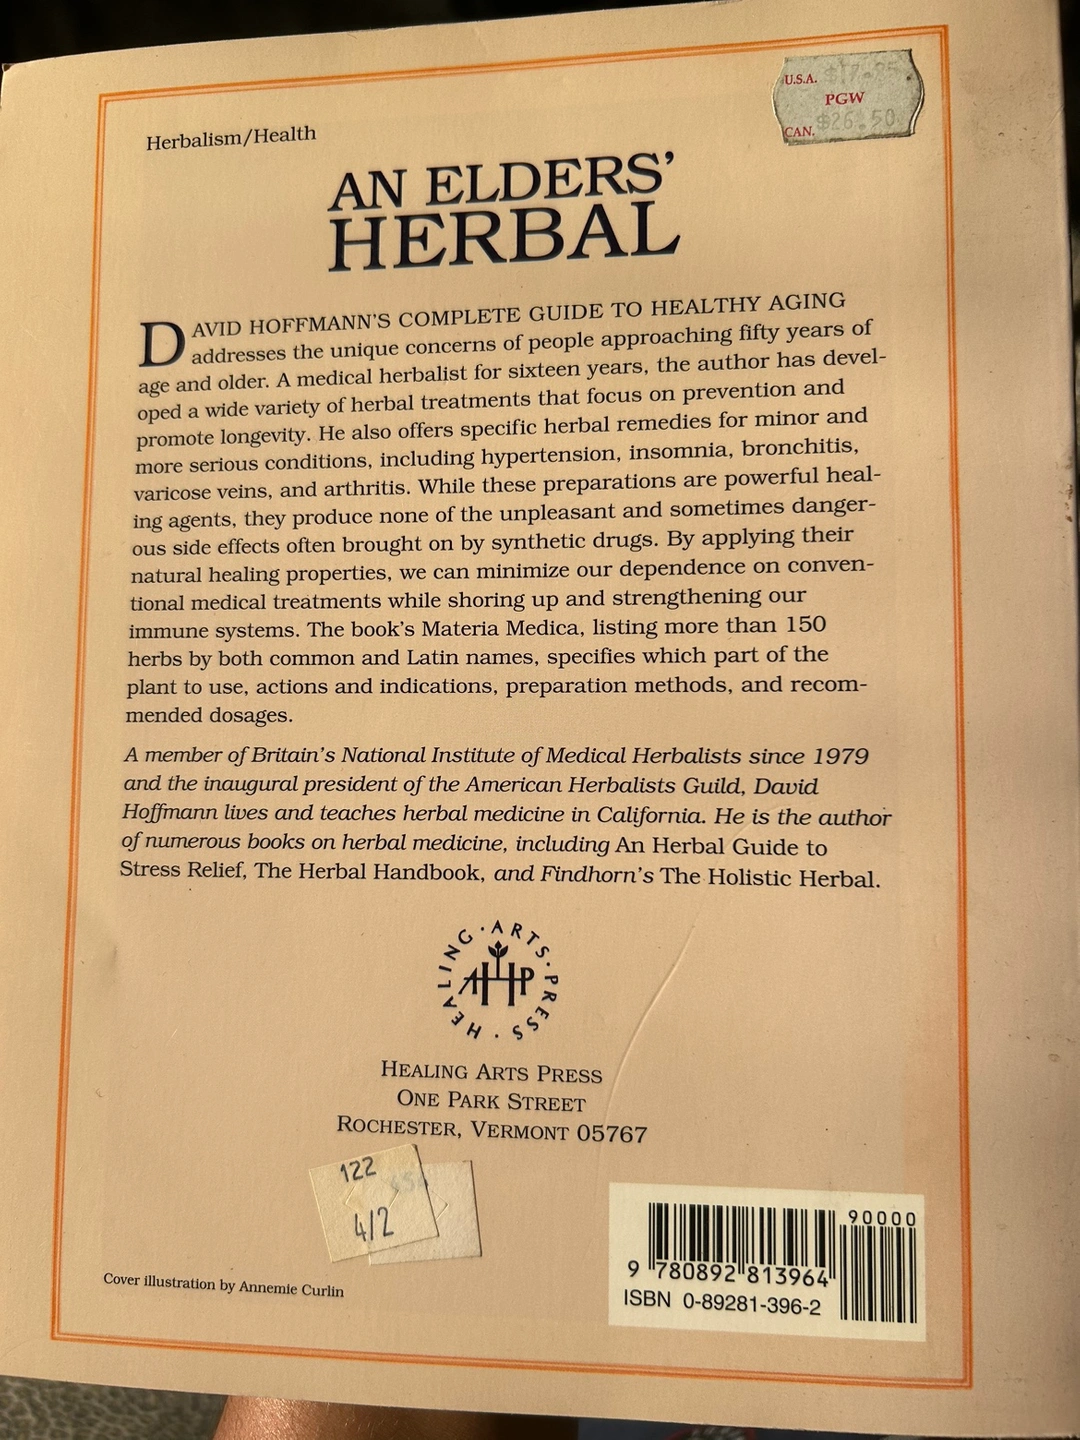 U.S.A. $17.95
PGW
CAN. $26.50
Herbalism/Health
AN ELDERS'
HERBAL
DAVID HOFFMANN'S COMPLETE GUIDE TO HEALTHY AGING
addresses the unique concerns of people approaching fifty years of
age and older. A medical herbalist for sixteen years, the author has devel-
oped a wide variety of herbal treatments that focus on prevention and
promote longevity. He also offers specific herbal remedies for minor and
more serious conditions, including hypertension, insomnia, bronchitis,
varicose veins, and arthritis. While these preparations are powerful heal-
ing agents, they produce none of the unpleasant and sometimes danger-
ous side effects often brought on by synthetic drugs. By applying their
natural healing properties, we can minimize our dependence on conven-
tional medical treatments while shoring up and strengthening our
immune systems. The book's Materia Medica, listing more than 150
herbs by both common and Latin names, specifies which part of the
plant to use, actions and indications, preparation methods, and recom-
mended dosages.
A member of Britain's National Institute of Medical Herbalists since 1979
and the inaugural president of the American Herbalists Guild, David
Hoffmann lives and teaches herbal medicine in California. He is the author
of numerous books on herbal medicine, including An Herbal Guide to
Stress Relief, The Herbal Handbook, and Findhorn's The Holistic Herbal.
HEALING · ARTS · PRESS ·
AHP
HEALING ARTS PRESS
ONE PARK STREET
ROCHESTER, VERMONT 05767
122
4/2
Cover illustration by Annemie Curlin
90000
9 780892 813964
ISBN 0-89281-396-2